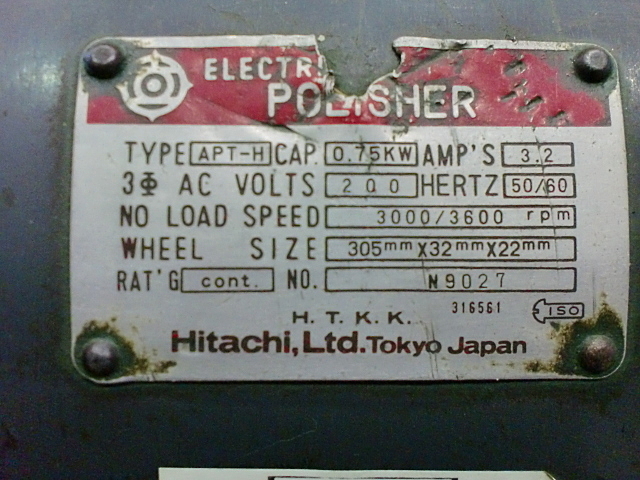 ELECTRI
POLISHER
TYPE APT-H CAP. 0.75KW AMP'S 3.2
3Φ AC VOLTS 200 HERTZ 50/60
NO LOAD SPEED 3000/3600 rpm
WHEEL SIZE 305mm X32mm X22mm
RAT'G cont. NO. N9027
316561 ISO
H. T. K. K.
Hitachi, Ltd. Tokyo Japan